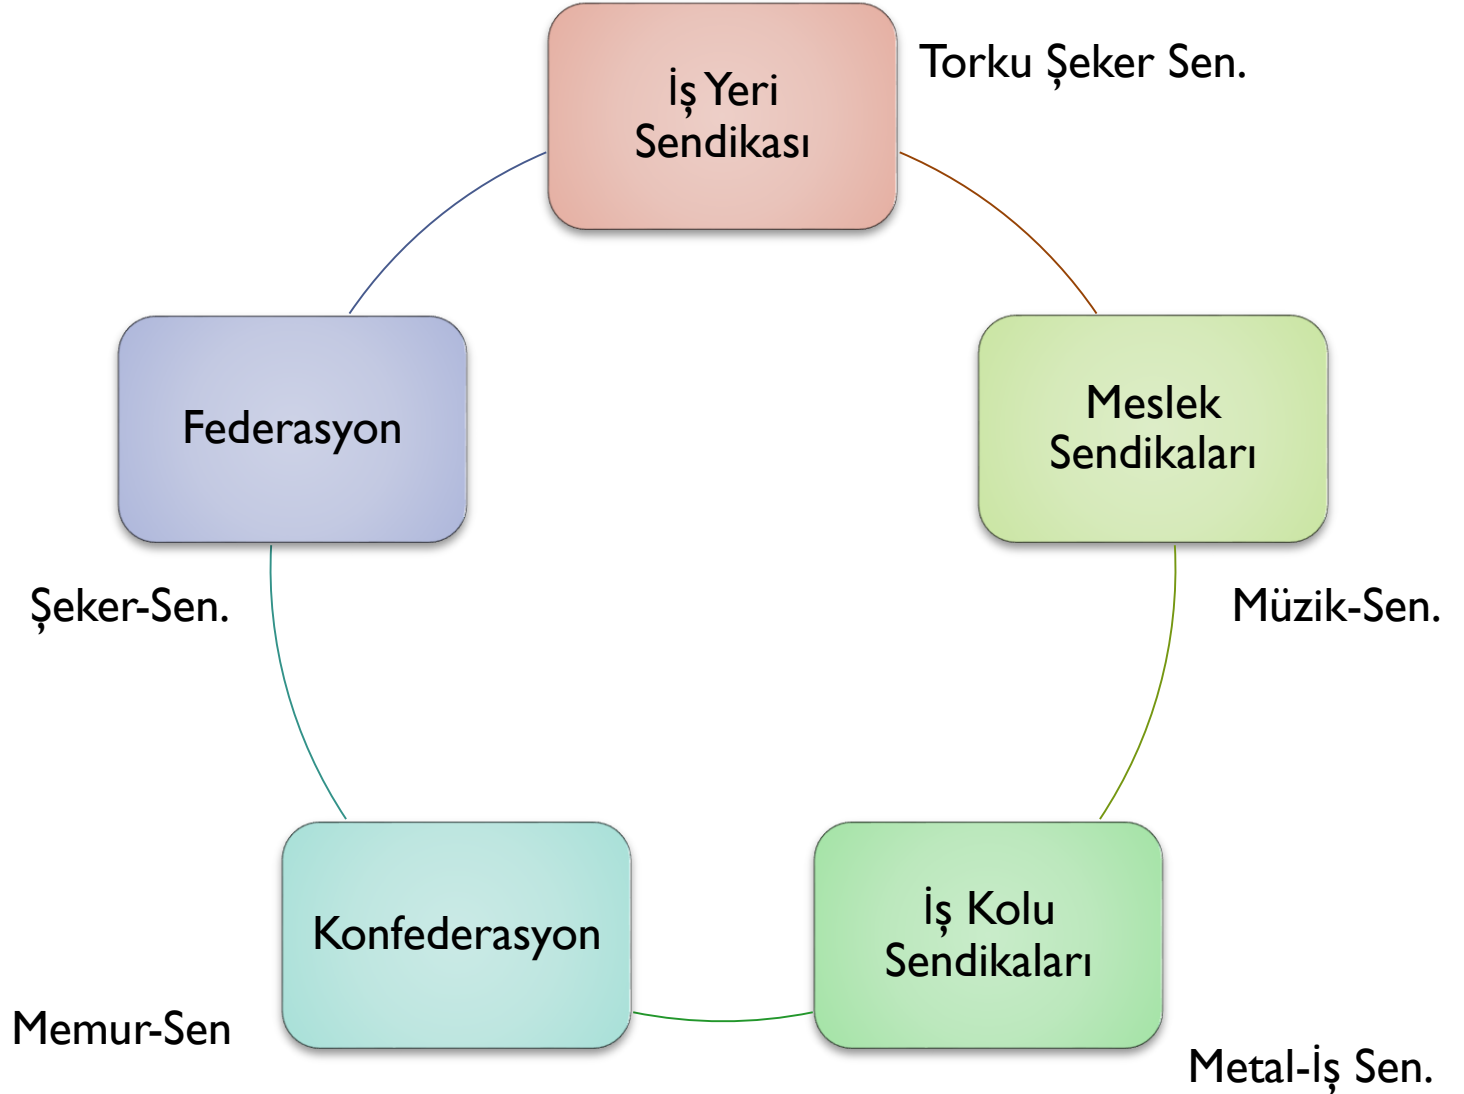 İş Yeri
Sendikası
Torku Şeker Sen.
Meslek
Sendikaları
Müzik-Sen.
İş Kolu
Sendikaları
Metal-İş Sen.
Konfederasyon
Memur-Sen
Federasyon
Şeker-Sen.